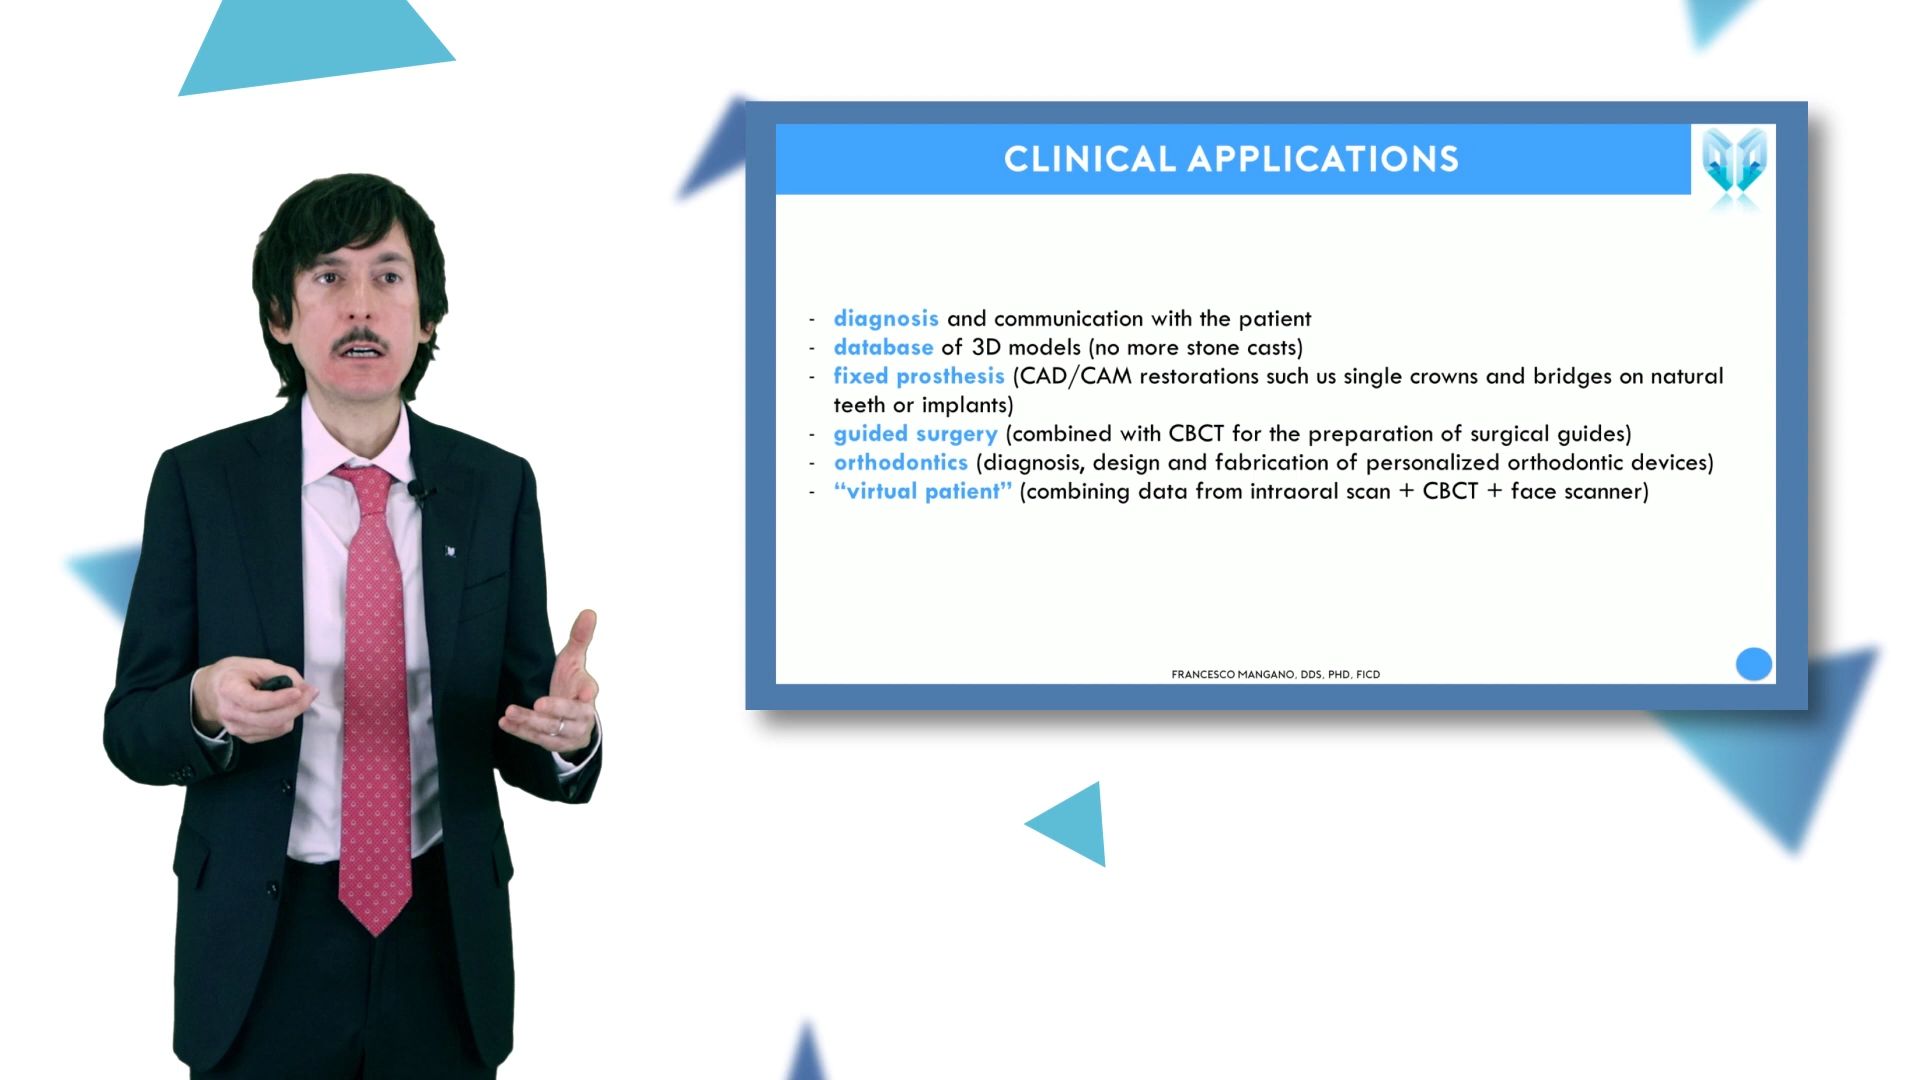 CLINICAL APPLICATIONS
- diagnosis and communication with the patient
- database of 3D models (no more stone casts)
- fixed prosthesis (CAD/CAM restorations such us single crowns and bridges on natural
teeth or implants)
- guided surgery (combined with CBCT for the preparation of surgical guides)
- orthodontics (diagnosis, design and fabrication of personalized orthodontic devices)
- “virtual patient” (combining data from intraoral scan + CBCT + face scanner)
FRANCESCO MANGANO, DDS, PHD, FICD